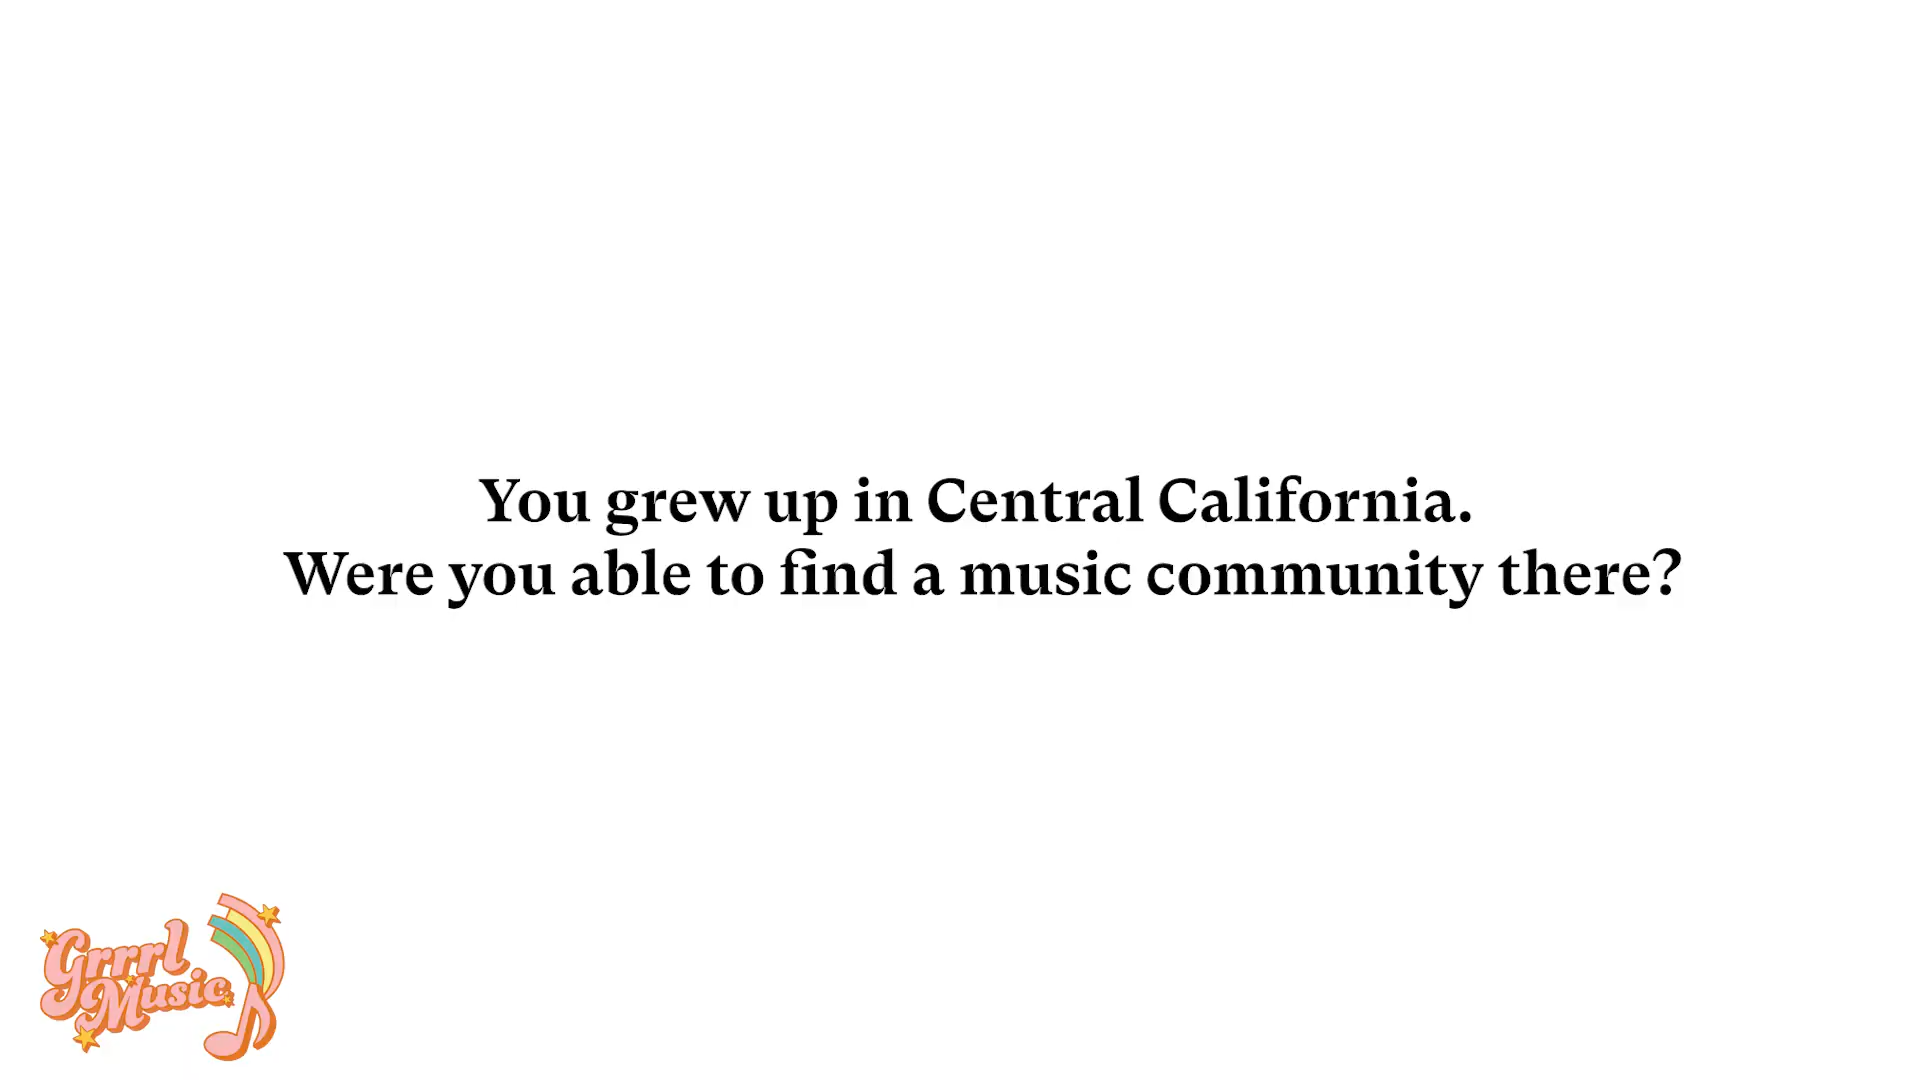 You grew up in Central California.
Were you able to find a music community there?
Grrrl
Music